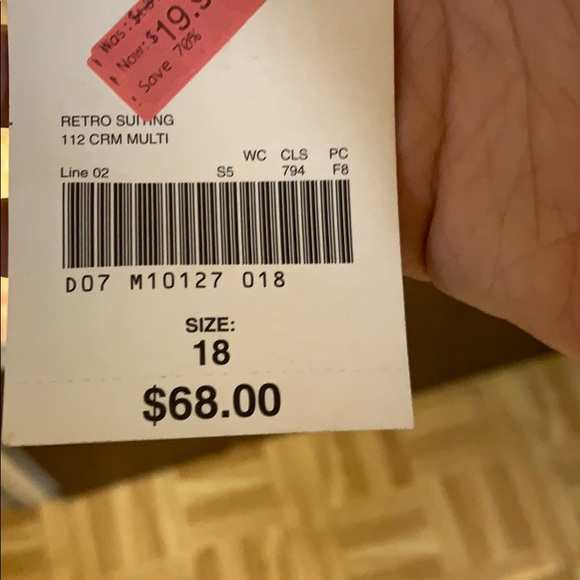 Was:
Now: $19.9
Save 70%
RETRO SUITING
112 CRM MULTI
WC CLS PC
Line 02 S5 794 F8
D07 M10127 018
SIZE:
18
$68.00